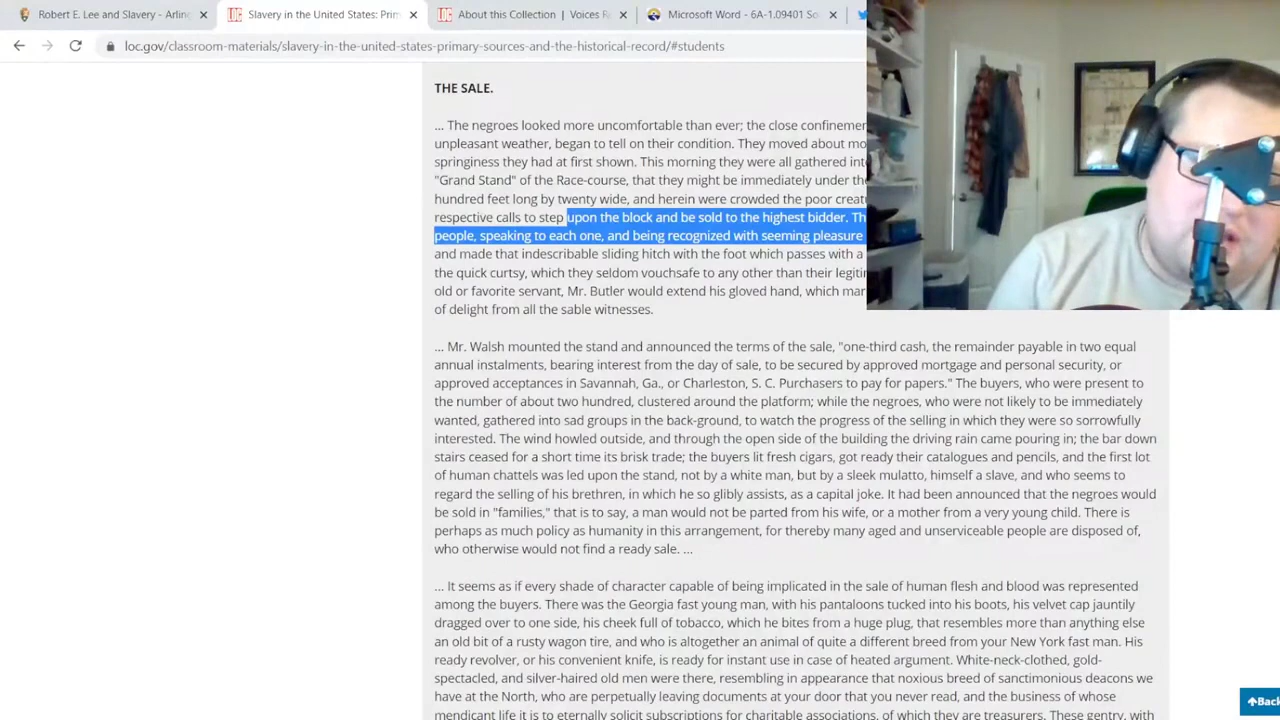 Robert E. Lee and Slavery - Arlin
Slavery in the United States: Prim
About this Collection | Voices R
Microsoft Word - 6A-1.09401 So
loc.gov/classroom-materials/slavery-in-the-united-states-primary-sources-and-the-historical-record/#students
THE SALE.
... The negroes looked more uncomfortable than ever; the close confinemen
unpleasant weather, began to tell on their condition. They moved about mo
springiness they had at first shown. This morning they were all gathered int
"Grand Stand" of the Race-course, that they might be immediately under the
hundred feet long by twenty wide, and herein were crowded the poor creatu
respective calls to step upon the block and be sold to the highest bidder. Th
people, speaking to each one, and being recognized with seeming pleasure
and made that indescribable sliding hitch with the foot which passes with a
the quick curtsy, which they seldom vouchsafe to any other than their legitin
old or favorite servant, Mr. Butler would extend his gloved hand, which mar
of delight from all the sable witnesses.
... Mr. Walsh mounted the stand and announced the terms of the sale, "one-third cash, the remainder payable in two equal
annual instalments, bearing interest from the day of sale, to be secured by approved mortgage and personal security, or
approved acceptances in Savannah, Ga., or Charleston, S. C. Purchasers to pay for papers." The buyers, who were present to
the number of about two hundred, clustered around the platform; while the negroes, who were not likely to be immediately
wanted, gathered into sad groups in the back-ground, to watch the progress of the selling in which they were so sorrowfully
interested. The wind howled outside, and through the open side of the building the driving rain came pouring in; the bar down
stairs ceased for a short time its brisk trade; the buyers lit fresh cigars, got ready their catalogues and pencils, and the first lot
of human chattels was led upon the stand, not by a white man, but by a sleek mulatto, himself a slave, and who seems to
regard the selling of his brethren, in which he so glibly assists, as a capital joke. It had been announced that the negroes would
be sold in "families," that is to say, a man would not be parted from his wife, or a mother from a very young child. There is
perhaps as much policy as humanity in this arrangement, for thereby many aged and unserviceable people are disposed of,
who otherwise would not find a ready sale. ...
... It seems as if every shade of character capable of being implicated in the sale of human flesh and blood was represented
among the buyers. There was the Georgia fast young man, with his pantaloons tucked into his boots, his velvet cap jauntily
dragged over to one side, his cheek full of tobacco, which he bites from a huge plug, that resembles more than anything else
an old bit of a rusty wagon tire, and who is altogether an animal of quite a different breed from your New York fast man. His
ready revolver, or his convenient knife, is ready for instant use in case of heated argument. White-neck-clothed, gold-
spectacled, and silver-haired old men were there, resembling in appearance that noxious breed of sanctimonious deacons we
have at the North, who are perpetually leaving documents at your door that you never read, and the business of whose
mendicant life it is to eternally solicit subscriptions for charitable associations, of which they are treasurers. These gentry, with
Back